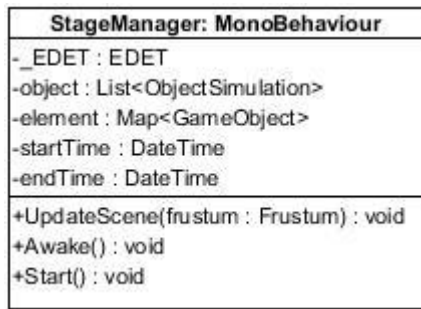 StageManager: MonoBehaviour
-_EDET : EDET
-object : List<ObjectSimulation>
-element : Map<GameObject>
-startTime : DateTime
-endTime : DateTime
+UpdateScene(frustum : Frustum) : void
+Awake() : void
+Start() : void